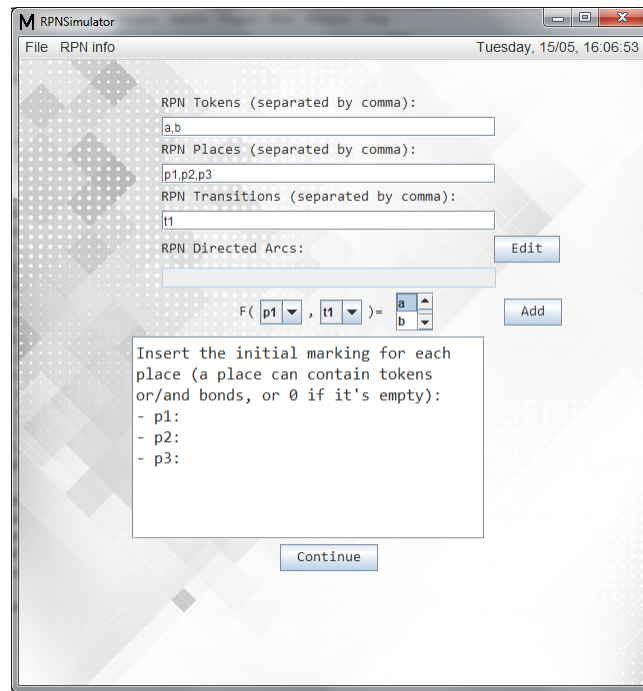 RPNSimulator
File RPN info Tuesday, 15/05, 16:06:53
RPN Tokens (separated by comma):
a,b
RPN Places (separated by comma):
p1,p2,p3
RPN Transitions (separated by comma):
t1
RPN Directed Arcs: Edit
F( p1 , t1 )= a
b
Add
Insert the initial marking for each
place (a place can contain tokens
or/and bonds, or 0 if it's empty):
- p1:
- p2:
- p3:
Continue